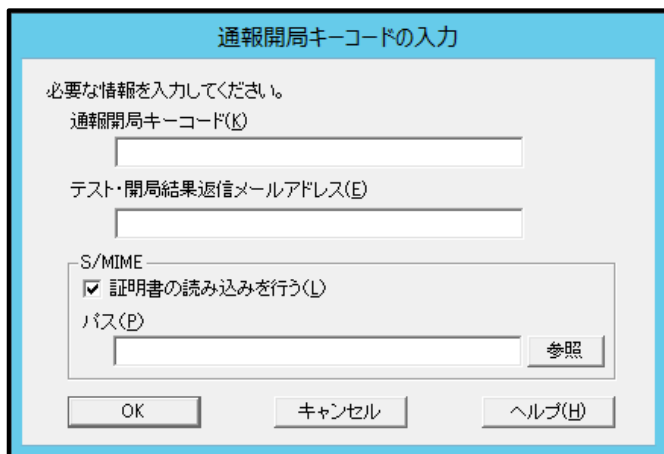 通報開局キーコードの入力
必要な情報を入力してください。
通報開局キーコード(K)
テスト・開局結果返信メールアドレス(E)
S/MIME
証明書の読み込みを行う(L)
パス(P)
参照
OK キャンセル ヘルプ(H)